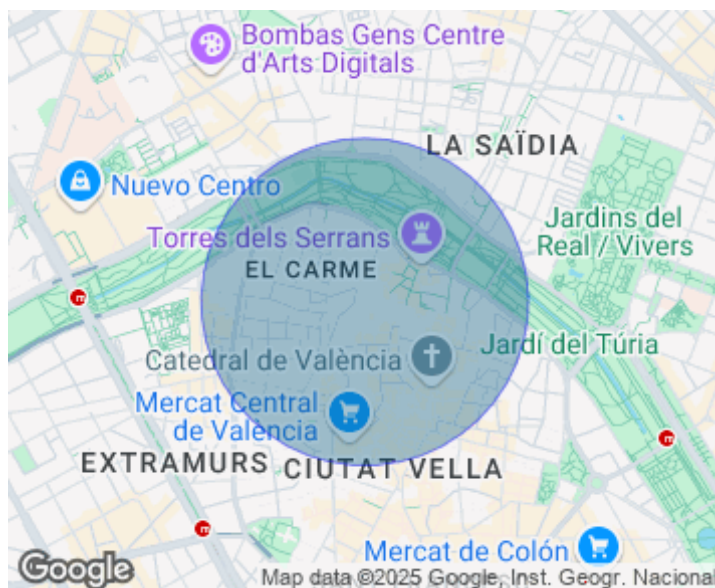 Bombas Gens Centre
d'Arts Digitals
LA SAÏDIA
Nuevo Centro
Torres dels Serrans
Jardins del
Real / Vivers
EL CARME
Catedral de València
Jardí del Túria
Mercat Central
de València
EXTRAMURS
CIUTAT VELLA
Mercat de Colón
Google
Map data ©2025 Google, Inst. Geogr. Nacional